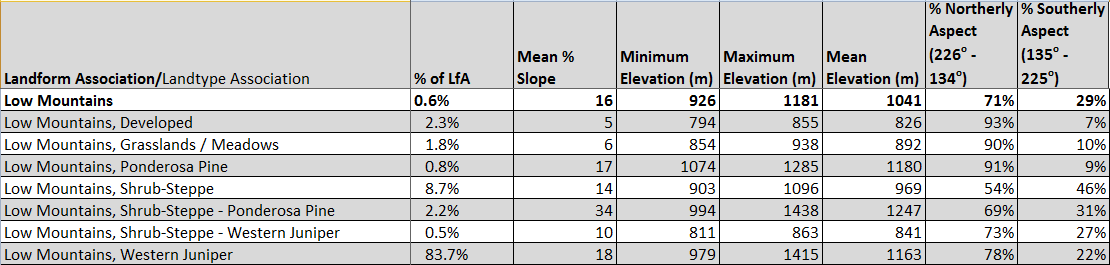 Landform Association/Landtype Association % of LfA Mean % Slope Minimum Elevation (m) Maximum Elevation (m) Mean Elevation (m) % Northerly Aspect (226° - 134°) % Southerly Aspect (135° - 225°)
Low Mountains 0.6% 16 926 1181 1041 71% 29%
Low Mountains, Developed 2.3% 5 794 855 826 93% 7%
Low Mountains, Grasslands / Meadows 1.8% 6 854 938 892 90% 10%
Low Mountains, Ponderosa Pine 0.8% 17 1074 1285 1180 91% 9%
Low Mountains, Shrub-Steppe 8.7% 14 903 1096 969 54% 46%
Low Mountains, Shrub-Steppe - Ponderosa Pine 2.2% 34 994 1438 1247 69% 31%
Low Mountains, Shrub-Steppe - Western Juniper 0.5% 10 811 863 841 73% 27%
Low Mountains, Western Juniper 83.7% 18 979 1415 1163 78% 22%